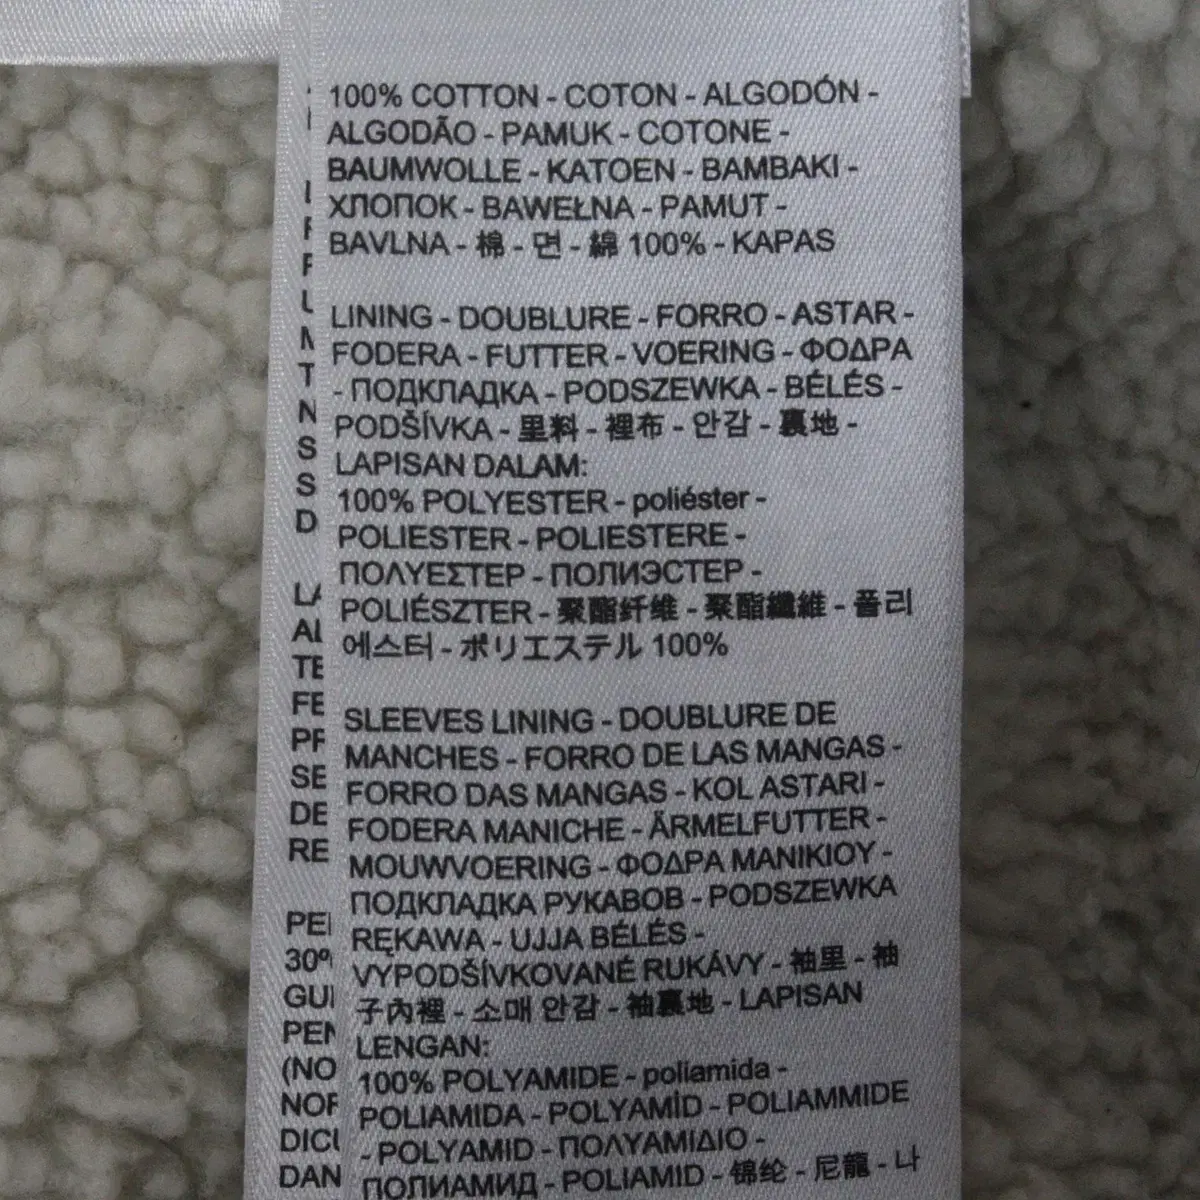 100% COTTON - COTON - ALGODÓN -
ALGODÃO - PAMUK - COTONE -
BAUMWOLLE - KATOEN - BAMBAKI -
ХЛОПОК - BAWEŁNA - PAMUT -
BAVLNA - 棉 - 면 - 綿 100% - KAPAS
LINING - DOUBLURE - FORRO - ASTAR -
FODERA - FUTTER - VOERING - ΦΟΔΡΑ
- ПОДКЛАДКА - PODSZEWKA - BÉLÉS -
PODŠÍVKA - 里料 - 裡布 - 안감 - 裏地 -
LAPISAN DALAM:
100% POLYESTER - poliéster -
POLIESTER - POLIESTERE -
ΠΟΛΥΕΣΤΕΡ - ПОЛИЭСТЕР -
POLIÉSZTER - 聚酯纤维 - 聚酯纖維 - 폴리
에스터 - ポリエステル 100%
SLEEVES LINING - DOUBLURE DE
MANCHES - FORRO DE LAS MANGAS -
FORRO DAS MANGAS - KOL ASTARI -
FODERA MANICHE - ÄRMELFUTTER -
MOUWVOERING - ΦΟΔΡΑ ΜΑΝΙΚΙΟΥ -
ПОДКЛАДКА РУКАВОВ - PODSZEWKA
RĘKAWA - UJJA BÉLÉS -
VYPODŠÍVKOVANÉ RUKÁVY - 袖里 - 袖
子內裡 - 소매 안감 - 袖裏地 - LAPISAN
LENGAN:
100% POLYAMIDE - poliamida -
POLIAMIDA - POLYAMİD - POLIAMMIDE
- POLYAMID - ΠΟΛΥΑΜΙΔΙΟ -
ПОЛИАМИД - POLIAMID - 锦纶 - 尼龍 - 나